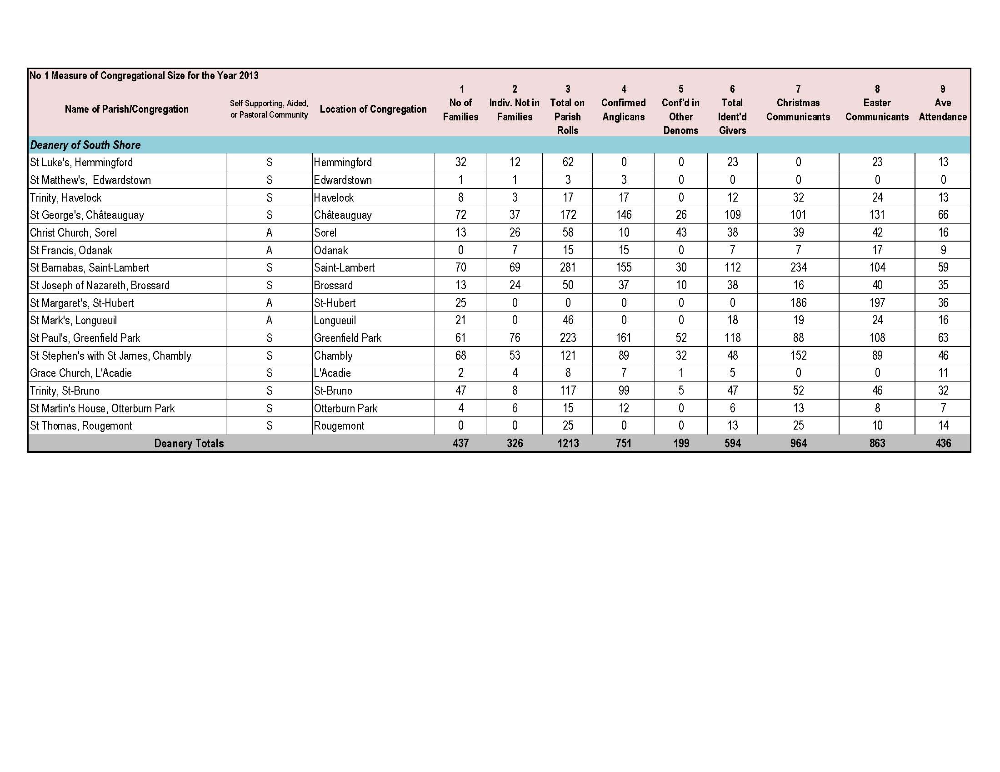 No 1 Measure of Congregational Size for the Year 2013
1 2 3 4 5 6 7 8 9
Name of Parish/Congregation Self Supporting, Aided, or Pastoral Community Location of Congregation No of Families Indiv. Not in Families Total on Parish Rolls Confirmed Anglicans Conf'd in Other Denoms Total Ident'd Givers Christmas Communicants Easter Communicants Ave Attendance
Deanery of South Shore
St Luke's, Hemmingford S Hemmingford 32 12 62 0 0 23 0 23 13
St Matthew's, Edwardstown S Edwardstown 1 1 3 3 0 0 0 0 0
Trinity, Havelock S Havelock 8 3 17 17 0 12 32 24 13
St George's, Châteauguay S Châteauguay 72 37 172 146 26 109 101 131 66
Christ Church, Sorel A Sorel 13 26 58 10 43 38 39 42 16
St Francis, Odanak A Odanak 0 7 15 15 0 7 7 17 9
St Barnabas, Saint-Lambert S Saint-Lambert 70 69 281 155 30 112 234 104 59
St Joseph of Nazareth, Brossard S Brossard 13 24 50 37 10 38 16 40 35
St Margaret's, St-Hubert A St-Hubert 25 0 0 0 0 0 186 197 36
St Mark's, Longueuil A Longueuil 21 0 46 0 0 18 19 24 16
St Paul's, Greenfield Park S Greenfield Park 61 76 223 161 52 118 88 108 63
St Stephen's with St James, Chambly S Chambly 68 53 121 89 32 48 152 89 46
Grace Church, L'Acadie S L'Acadie 2 4 8 7 1 5 0 0 11
Trinity, St-Bruno S St-Bruno 47 8 117 99 5 47 52 46 32
St Martin's House, Otterburn Park S Otterburn Park 4 6 15 12 0 6 13 8 7
St Thomas, Rougemont S Rougemont 0 0 25 0 0 13 25 10 14
Deanery Totals 437 326 1213 751 199 594 964 863 436